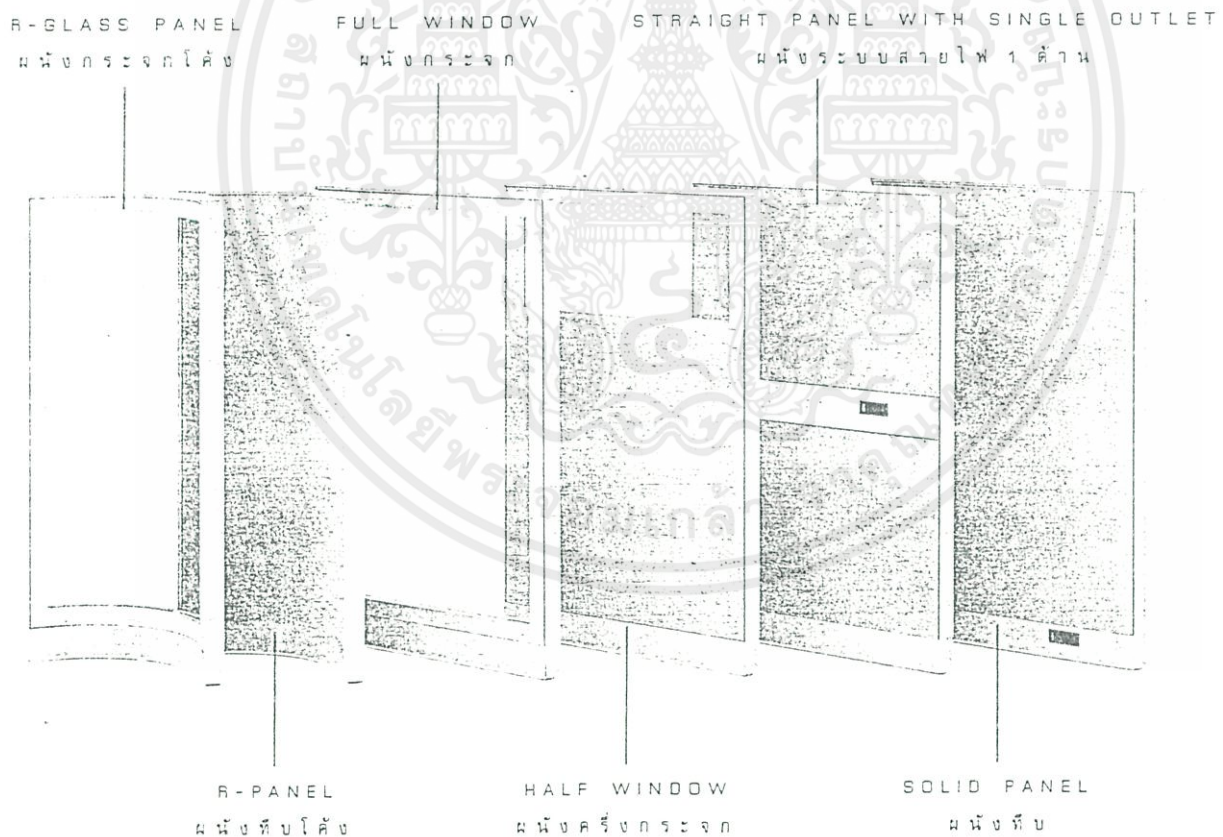 R-GLASS PANEL
ผนังกระจกโค้ง
FULL WINDOW
ผนังกระจก
STRAIGHT PANEL WITH SINGLE OUTLET
ผนังระบบสายไฟ 1 ด้าน
R-PANEL
ผนังทึบโค้ง
HALF WINDOW
ผนังครึ่งกระจก
SOLID PANEL
ผนังทึบ